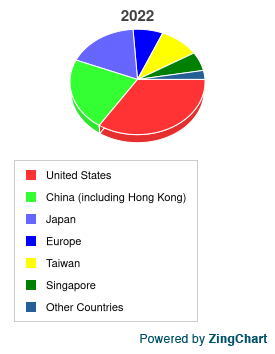 2022
United States
China (including Hong Kong)
Japan
Europe
Taiwan
Singapore
Other Countries
Powered by ZingChart